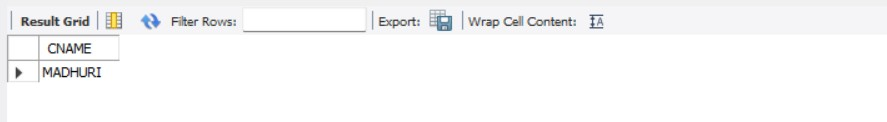 Result Grid Filter Rows: Export: Wrap Cell Content:
CNAME
MADHURI